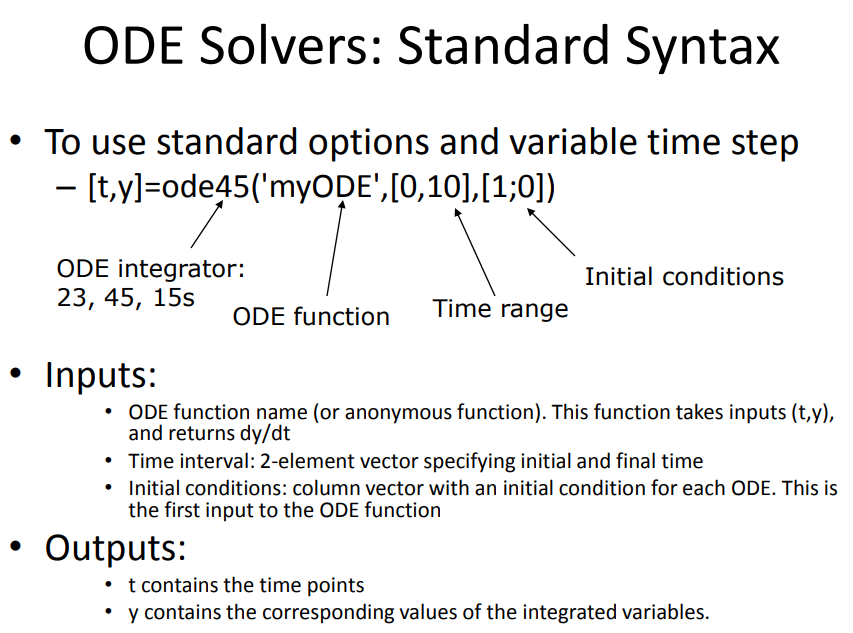 ODE Solvers: Standard Syntax
• To use standard options and variable time step
– [t,y]=ode45('myODE',[0,10],[1;0])
ODE integrator:
23, 45, 15s
ODE function
Time range
Initial conditions
• Inputs:
• ODE function name (or anonymous function). This function takes inputs (t,y),
and returns dy/dt
• Time interval: 2-element vector specifying initial and final time
• Initial conditions: column vector with an initial condition for each ODE. This is
the first input to the ODE function
• Outputs:
• t contains the time points
• y contains the corresponding values of the integrated variables.